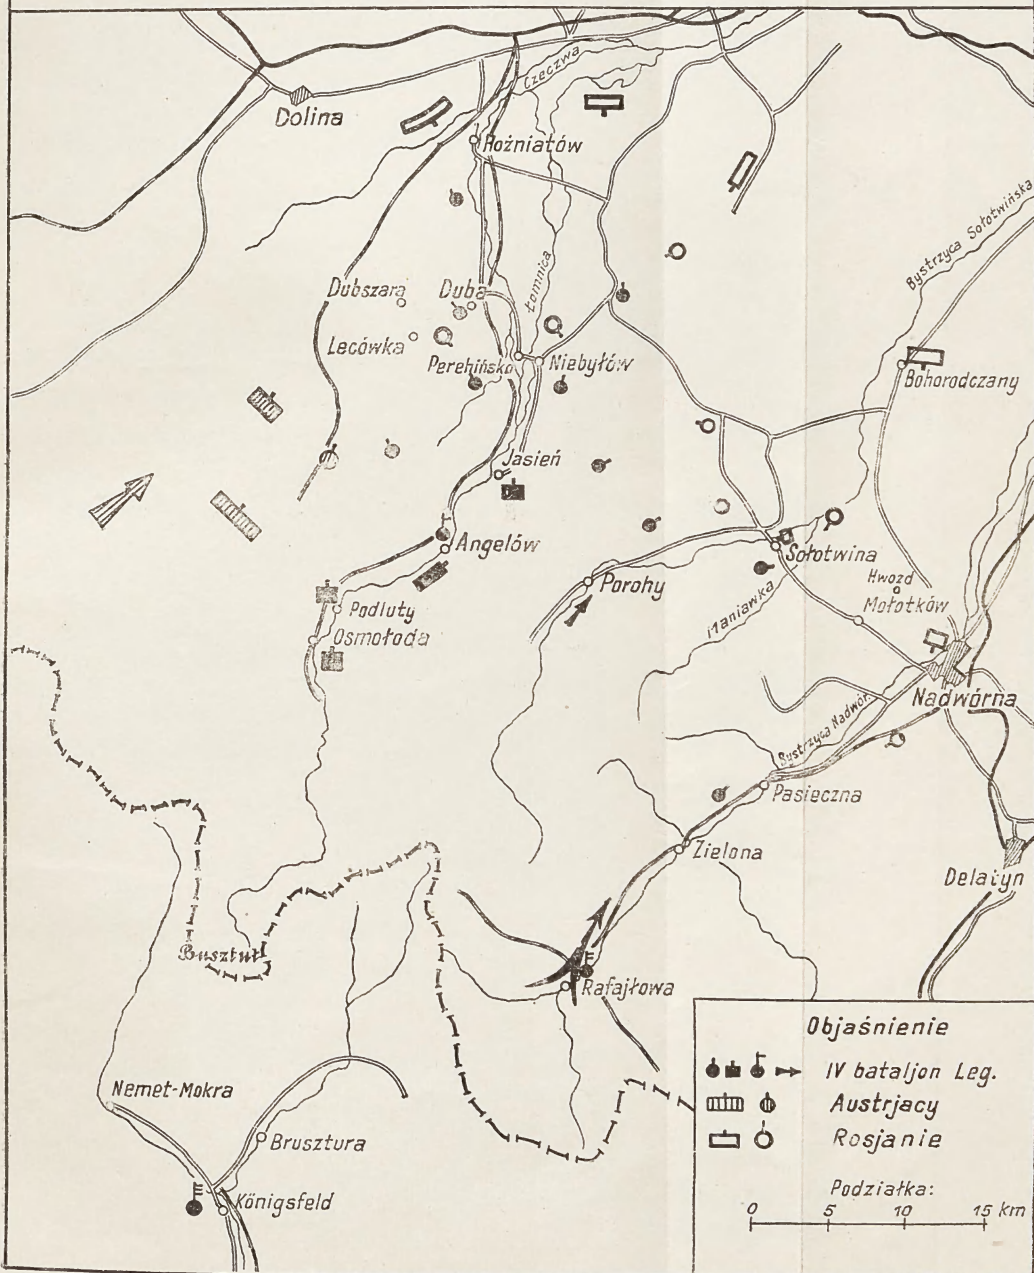 Czeczwa
Dolina
Rożniatów
Bystrzyca Sołotwińska
Łomnica
Dubszara
Duba
Lecówka
Perehińsko
Niebyłów
Bohorodczany
Jasień
Angelów
Sołotwina
Porohy
Hwozd
Mołotków
Podluty
Maniawka
Osmołoda
Nadwórna
Bystrzyca Nadwór.
Pasieczna
Zielona
Delatyn
Busztuł
Rafajłowa
Nemet-Mokra
Brusztura
Königsfeld
Objaśnienie
IV bataljon Leg.
Austrjacy
Rosjanie
Podziałka:
0 5 10 15 km